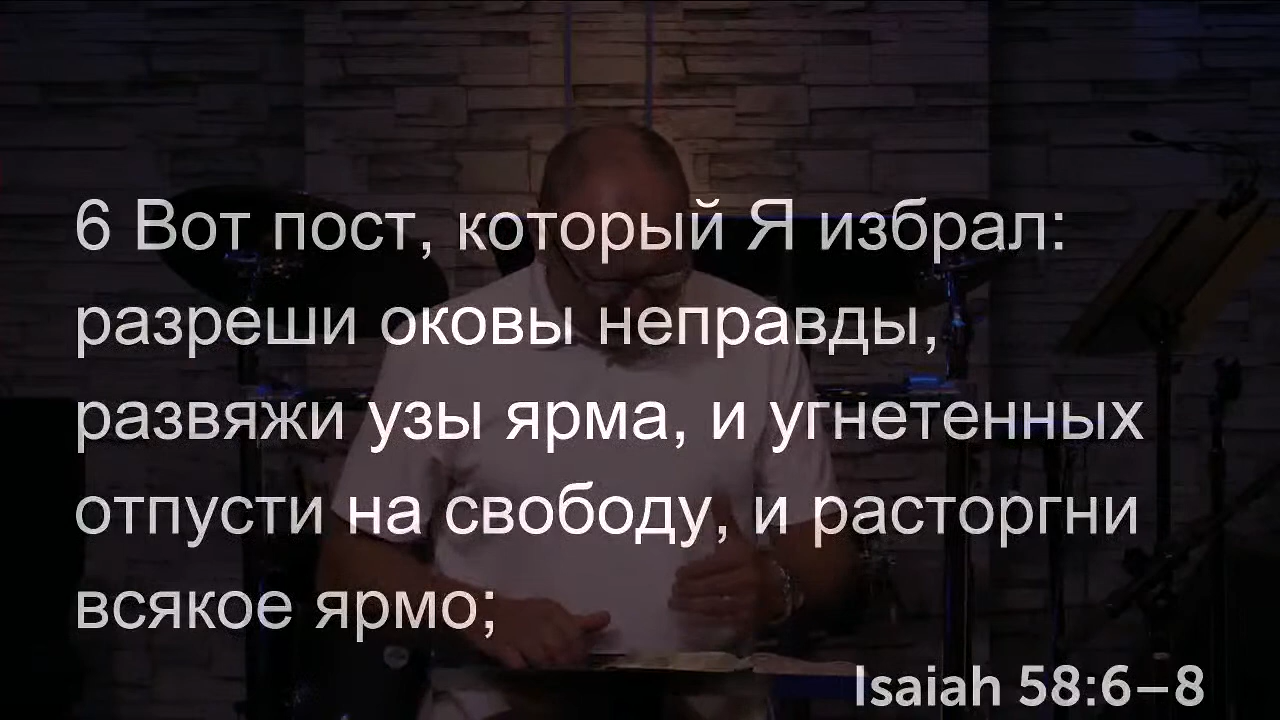 6 Вот пост, который Я избрал:
разреши оковы неправды,
развяжи узы ярма, и угнетенных
отпусти на свободу, и расторгни
всякое ярмо;
Isaiah 58:6–8